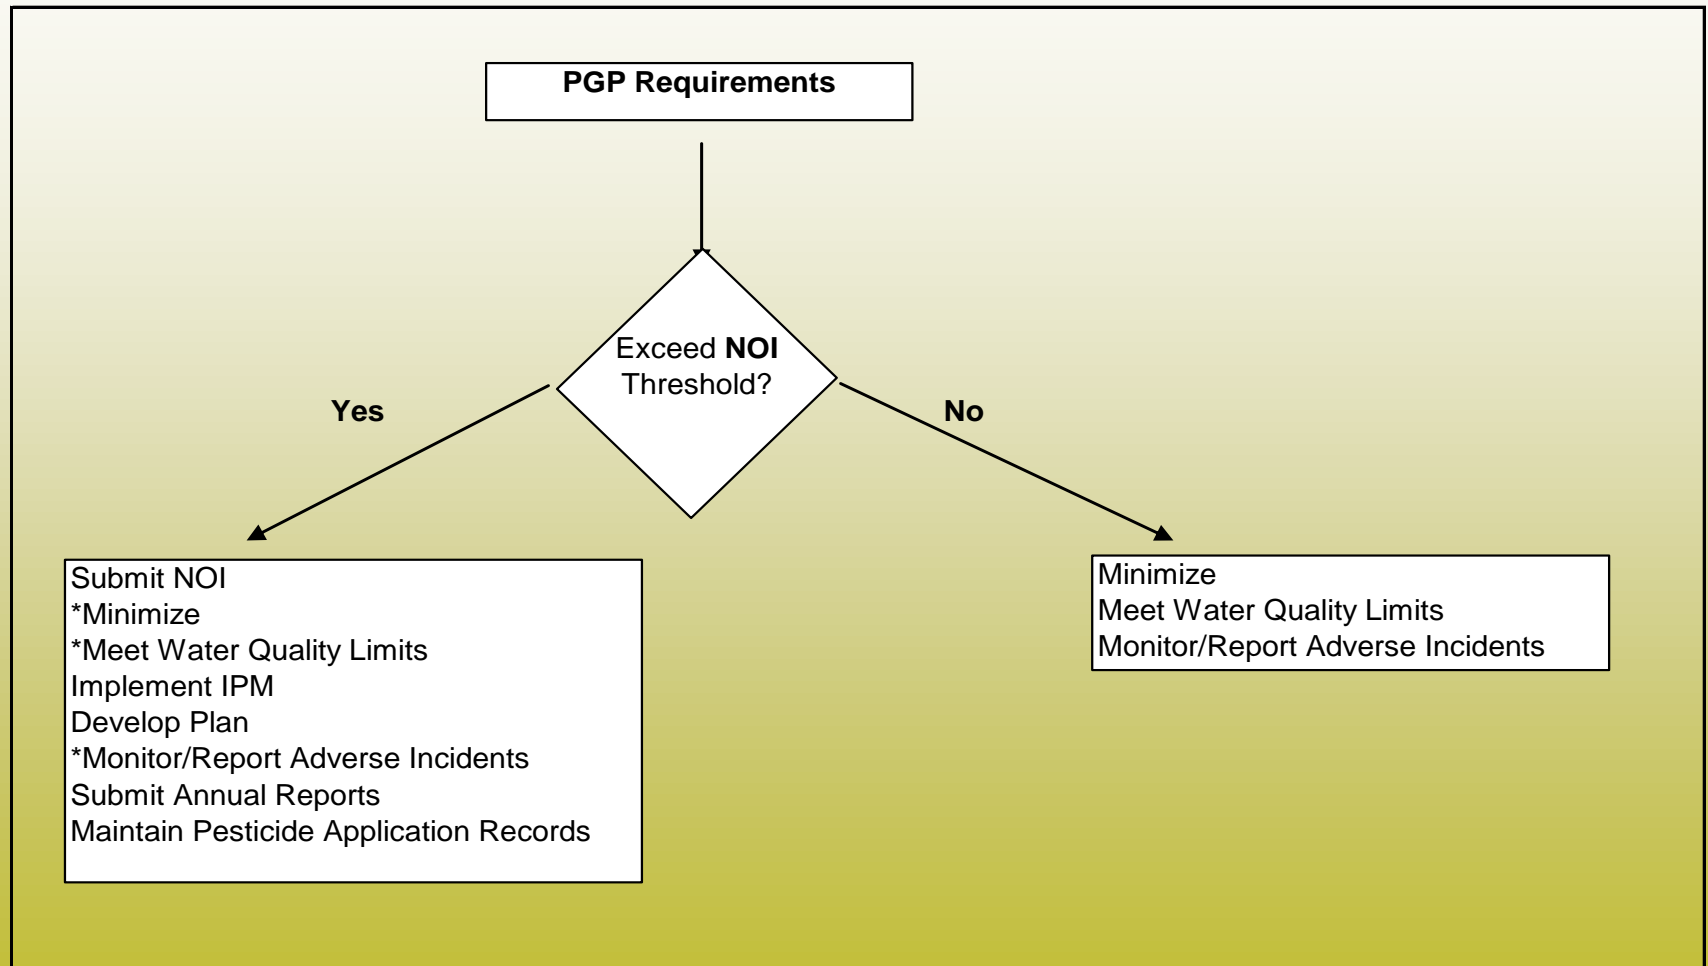 PGP Requirements
Exceed NOI
Threshold?
Yes
No
Submit NOI
*Minimize
*Meet Water Quality Limits
Implement IPM
Develop Plan
*Monitor/Report Adverse Incidents
Submit Annual Reports
Maintain Pesticide Application Records
Minimize
Meet Water Quality Limits
Monitor/Report Adverse Incidents